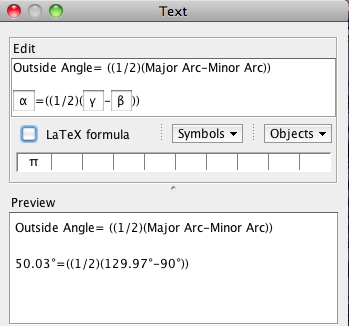 Text
Edit
Outside Angle= ((1/2)(Major Arc-Minor Arc))
α=((1/2)(γ-β))
LaTeX formula Symbols Objects
π
Preview
Outside Angle= ((1/2)(Major Arc-Minor Arc))
50.03°=((1/2)(129.97°-90°))